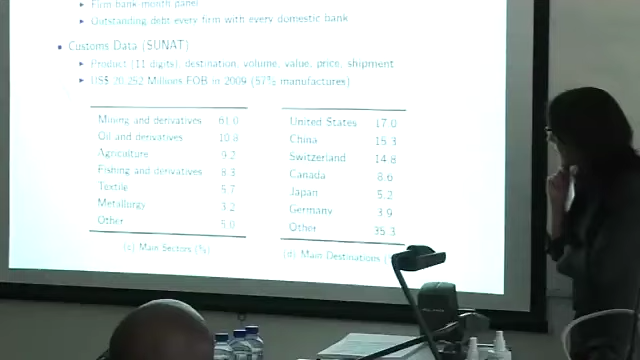 Firm bank month panel
Outstanding debt every firm with every domestic bank
Customs Data (SUNAT)
Product (11 digits), destination, volume, value, price, shipment
US$ 20,252 Millions FOB in 2009 (57% manufactures)
Mining and derivatives 61.0
Oil and derivatives 10.8
Agriculture 9.2
Fishing and derivatives 8.3
Textile 5.7
Metallurgy 3.2
Other 5.0
(c) Main Sectors (%)
United States 17.0
China 15.3
Switzerland 14.8
Canada 8.6
Japan 5.2
Germany 3.9
Other 35.3
(d) Main Destinations